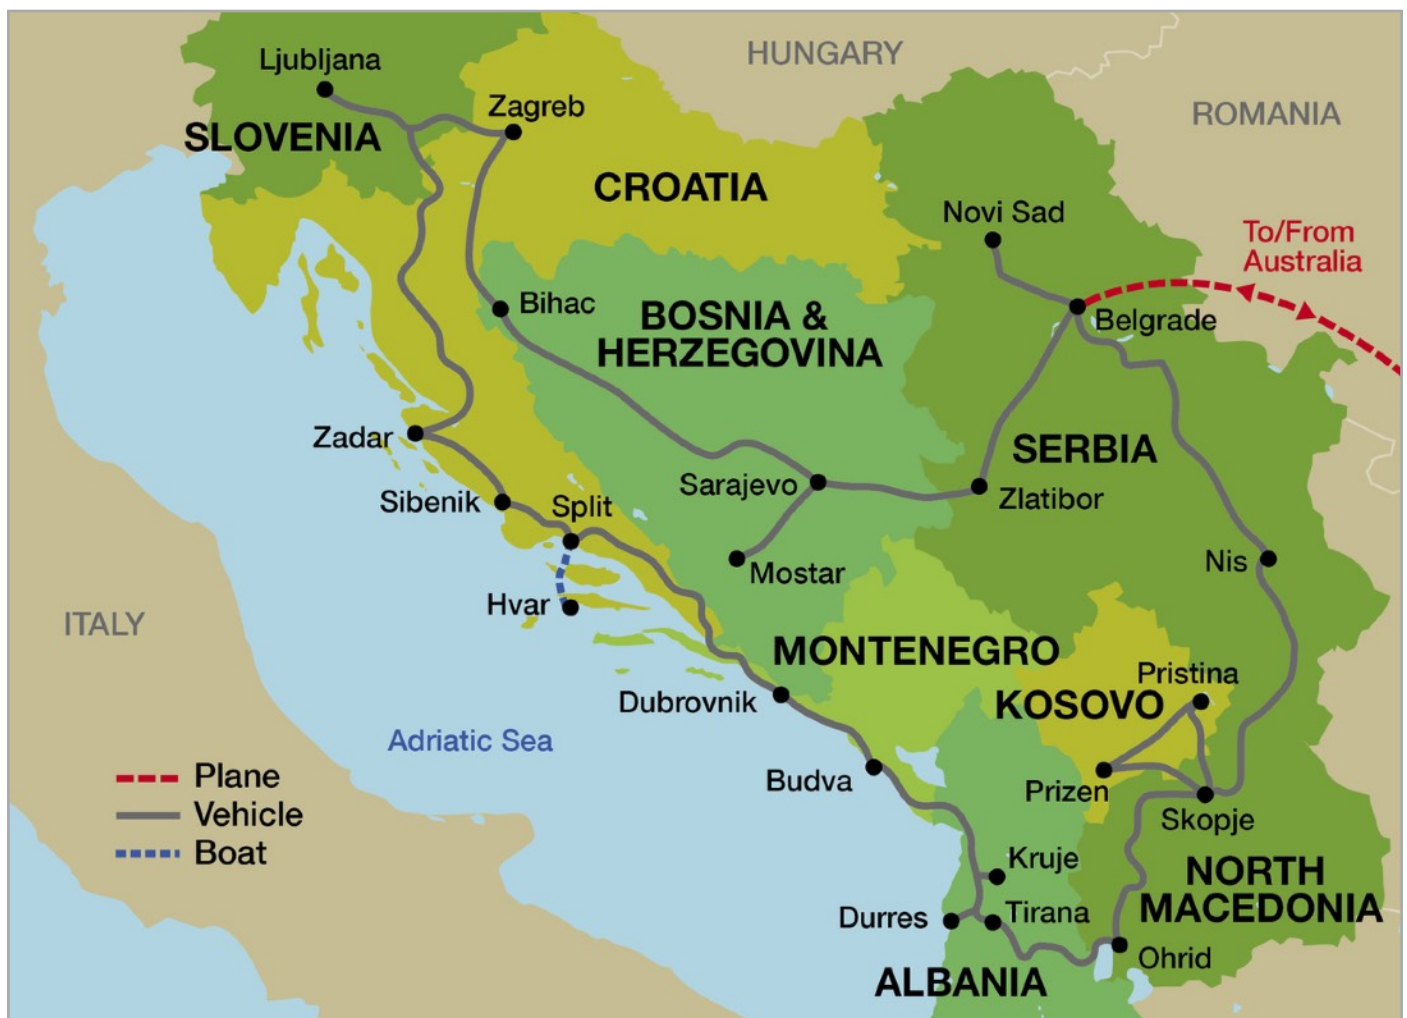 HUNGARY
Ljubljana
Zagreb
ROMANIA
SLOVENIA
CROATIA
Novi Sad
To/From
Australia
Bihac
BOSNIA &
HERZEGOVINA
Belgrade
Zadar
SERBIA
Sarajevo
Zlatibor
Sibenik
Split
Nis
Mostar
Hvar
ITALY
MONTENEGRO
Pristina
KOSOVO
Dubrovnik
Adriatic Sea
Budva
Prizen
Skopje
Plane
Vehicle
Boat
Kruje
NORTH
MACEDONIA
Durres
Tirana
Ohrid
ALBANIA